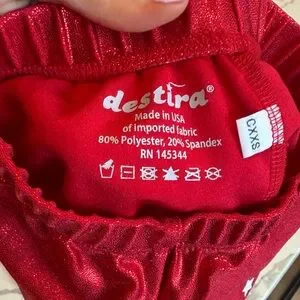 destira®
Made in USA
of imported fabric
80% Polyester, 20% Spandex
RN 145344
CXXS